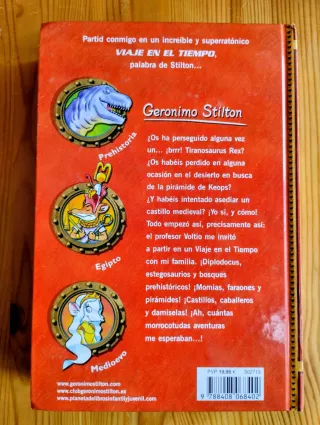 Partid conmigo en un increíble y superratónico
VIAJE EN EL TIEMPO,
palabra de Stilton...
Prehistoria
Egipto
Medioevo
Geronimo Stilton
¿Os ha perseguido alguna vez
un... ¡brrr! Tiranosaurus Rex?
¿Os habéis perdido en alguna
ocasión en el desierto en busca
de la pirámide de Keops?
¿Y habéis intentado asediar un
castillo medieval? ¡Yo sí, y cómo!
Todo empezó así, precisamente así:
el profesor Voltio me invitó
a partir en un Viaje en el Tiempo
con mi familia. ¡Diplodocus,
estegosaurios y bosques
prehistóricos! ¡Momias, faraones y
pirámides! ¡Castillos, caballeros
y damiselas! ¡Ah, cuántas
morrocotudas aventuras
me esperaban...!
www.geronimostilton.com
www.clubgeronimostilton.es
www.planetadelibrosinfantilyjuvenil.com
9 788408 068402